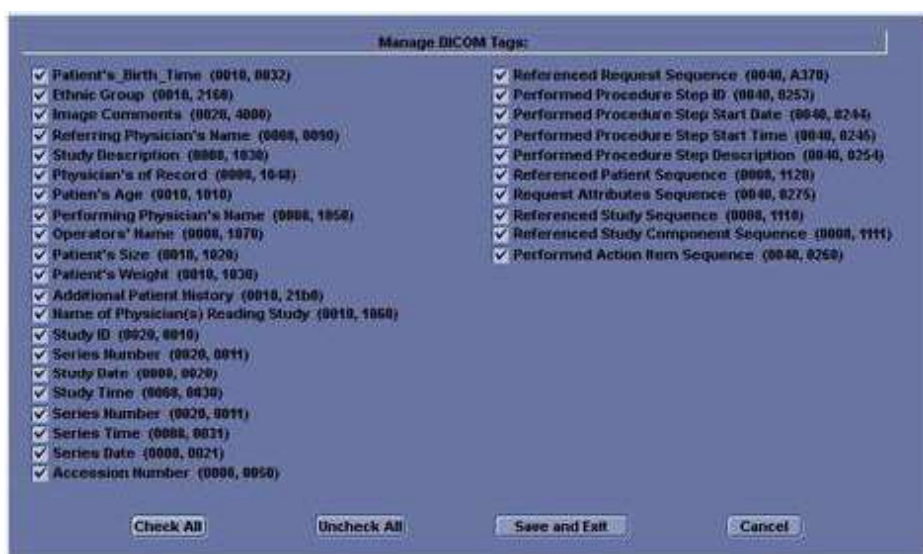 Manage DICOM Tags:
Patient's_Birth_Time (0010, 0032)
Ethnic Group (0010, 2160)
Image Comments (0020, 4000)
Referring Physician's Name (0008, 0090)
Study Description (0008, 1030)
Physician's of Record (0008, 1048)
Patien's Age (0010, 1010)
Performing Physician's Name (0008, 1050)
Operators' Name (0008, 1070)
Patient's Size (0010, 1020)
Patient's Weight (0010, 1030)
Additional Patient History (0010, 21b0)
Name of Physician(s) Reading Study (0010, 1060)
Study ID (0020, 0010)
Series Number (0020, 0011)
Study Date (0008, 0020)
Study Time (0008, 0030)
Series Number (0020, 0011)
Series Time (0008, 0031)
Series Date (0008, 0021)
Accession Number (0008, 0050)
Referenced Request Sequence (0040, A370)
Performed Procedure Step ID (0040, 0253)
Performed Procedure Step Start Date (0040, 0244)
Performed Procedure Step Start Time (0040, 0245)
Performed Procedure Step Description (0040, 0254)
Referenced Patient Sequence (0008, 1120)
Request Attributes Sequence (0040, 0275)
Referenced Study Sequence (0008, 1110)
Referenced Study Component Sequence (0008, 1111)
Performed Action Item Sequence (0040, 0260)
Check All
Uncheck All
Save and Exit
Cancel